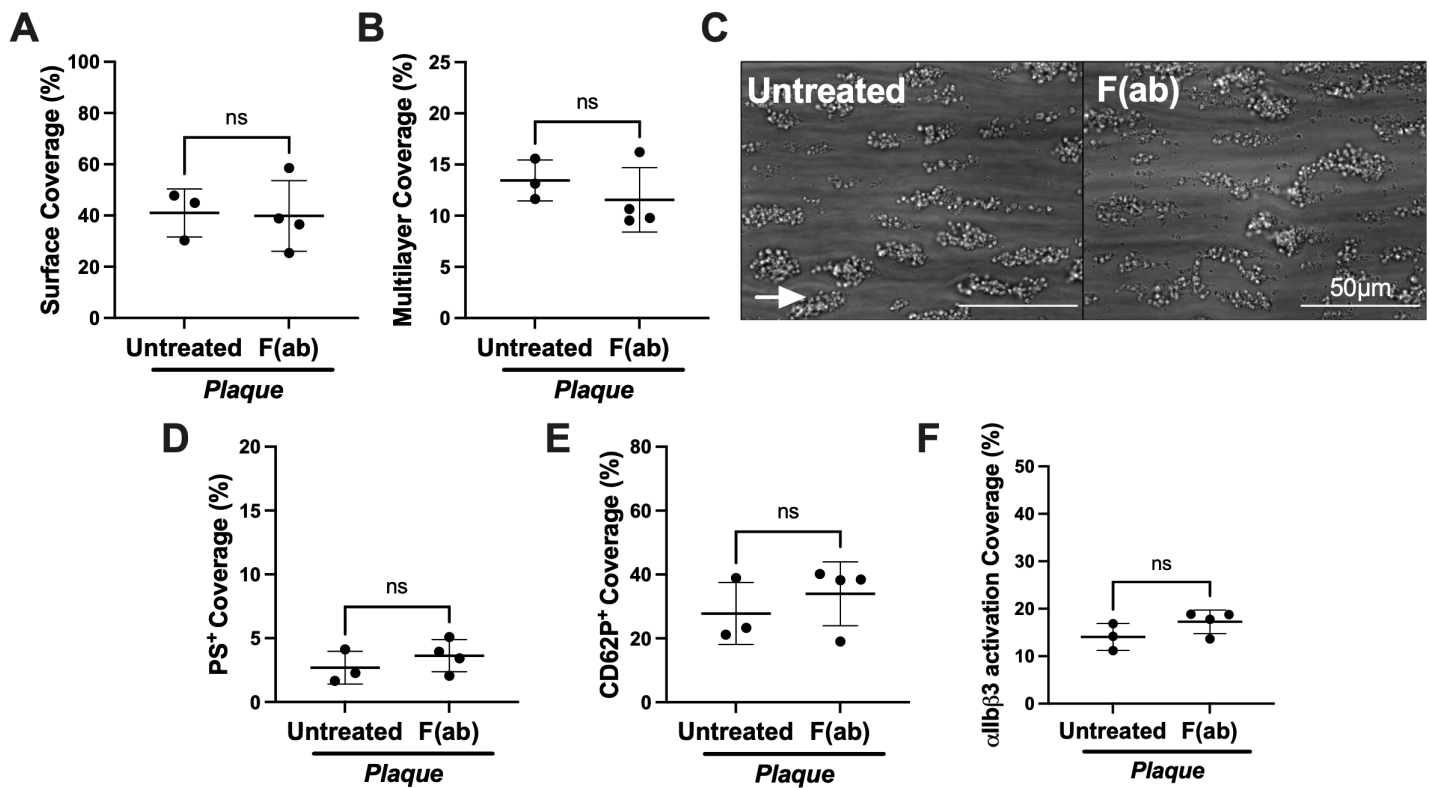 A
Surface Coverage (%)
100
80
60
40
20
0
ns
Untreated F(ab)
Plaque
B
Multilayer Coverage (%)
25
20
15
10
5
0
ns
Untreated F(ab)
Plaque
C
Untreated
F(ab)
50μm
D
PS⁺ Coverage (%)
20
15
10
5
0
ns
Untreated F(ab)
Plaque
E
CD62P⁺ Coverage (%)
80
60
40
20
0
ns
Untreated F(ab)
Plaque
F
αIIbβ3 activation Coverage (%)
50
40
30
20
10
0
ns
Untreated F(ab)
Plaque